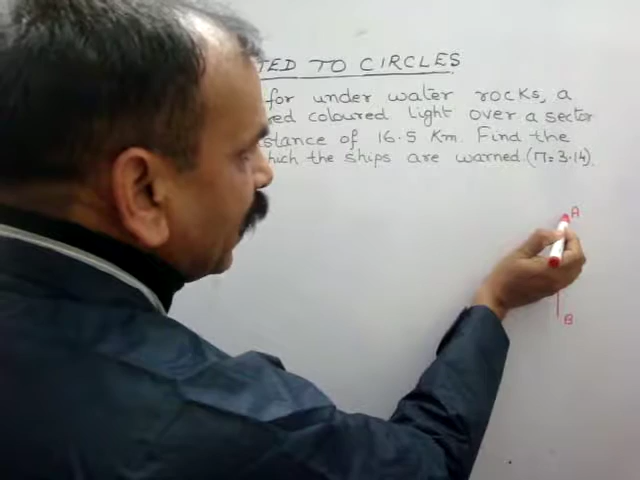 TED TO CIRCLES
for under water rocks, a
ed coloured light over a sector
stance of 16.5 Km. Find the
hich the ships are warned. (π = 3.14).
A
B